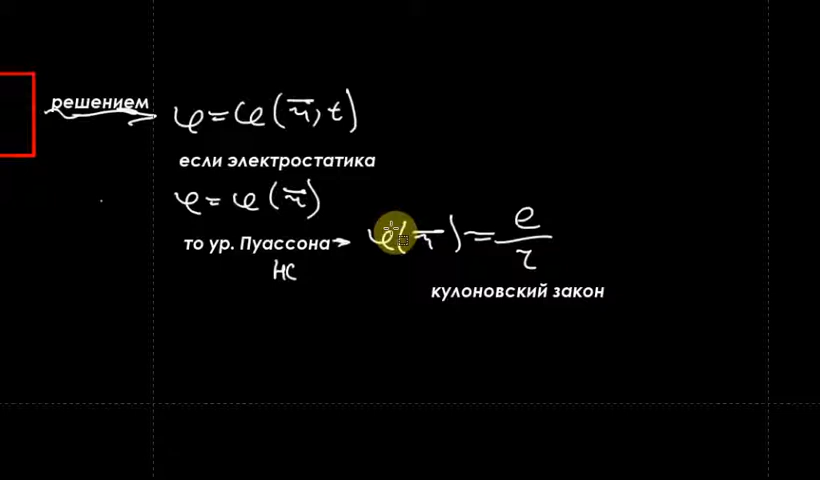 решением φ = φ(r̄, t)
если электростатика
φ = φ(r̄)
то ур. Пуассона → φ(r̄) = e/r
НС
кулоновский закон